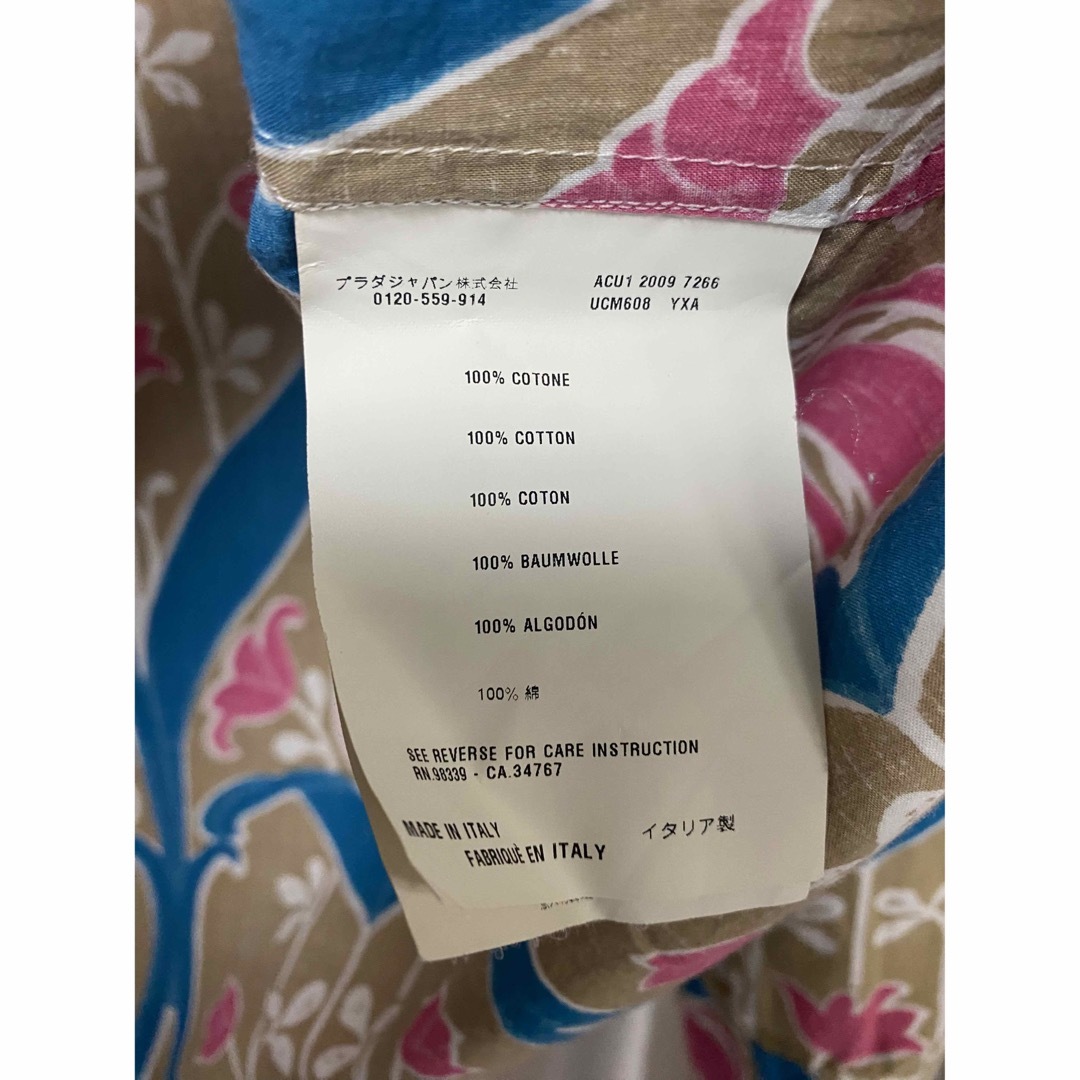 プラダジャパン株式会社
0120-559-914
ACU1 2009 7266
UCM608 YXA
100% COTONE
100% COTTON
100% COTON
100% BAUMWOLLE
100% ALGODÓN
100% 綿
SEE REVERSE FOR CARE INSTRUCTION
RN.98339 - CA.34767
MADE IN ITALY
FABRIQUÈ EN ITALY
イタリア製